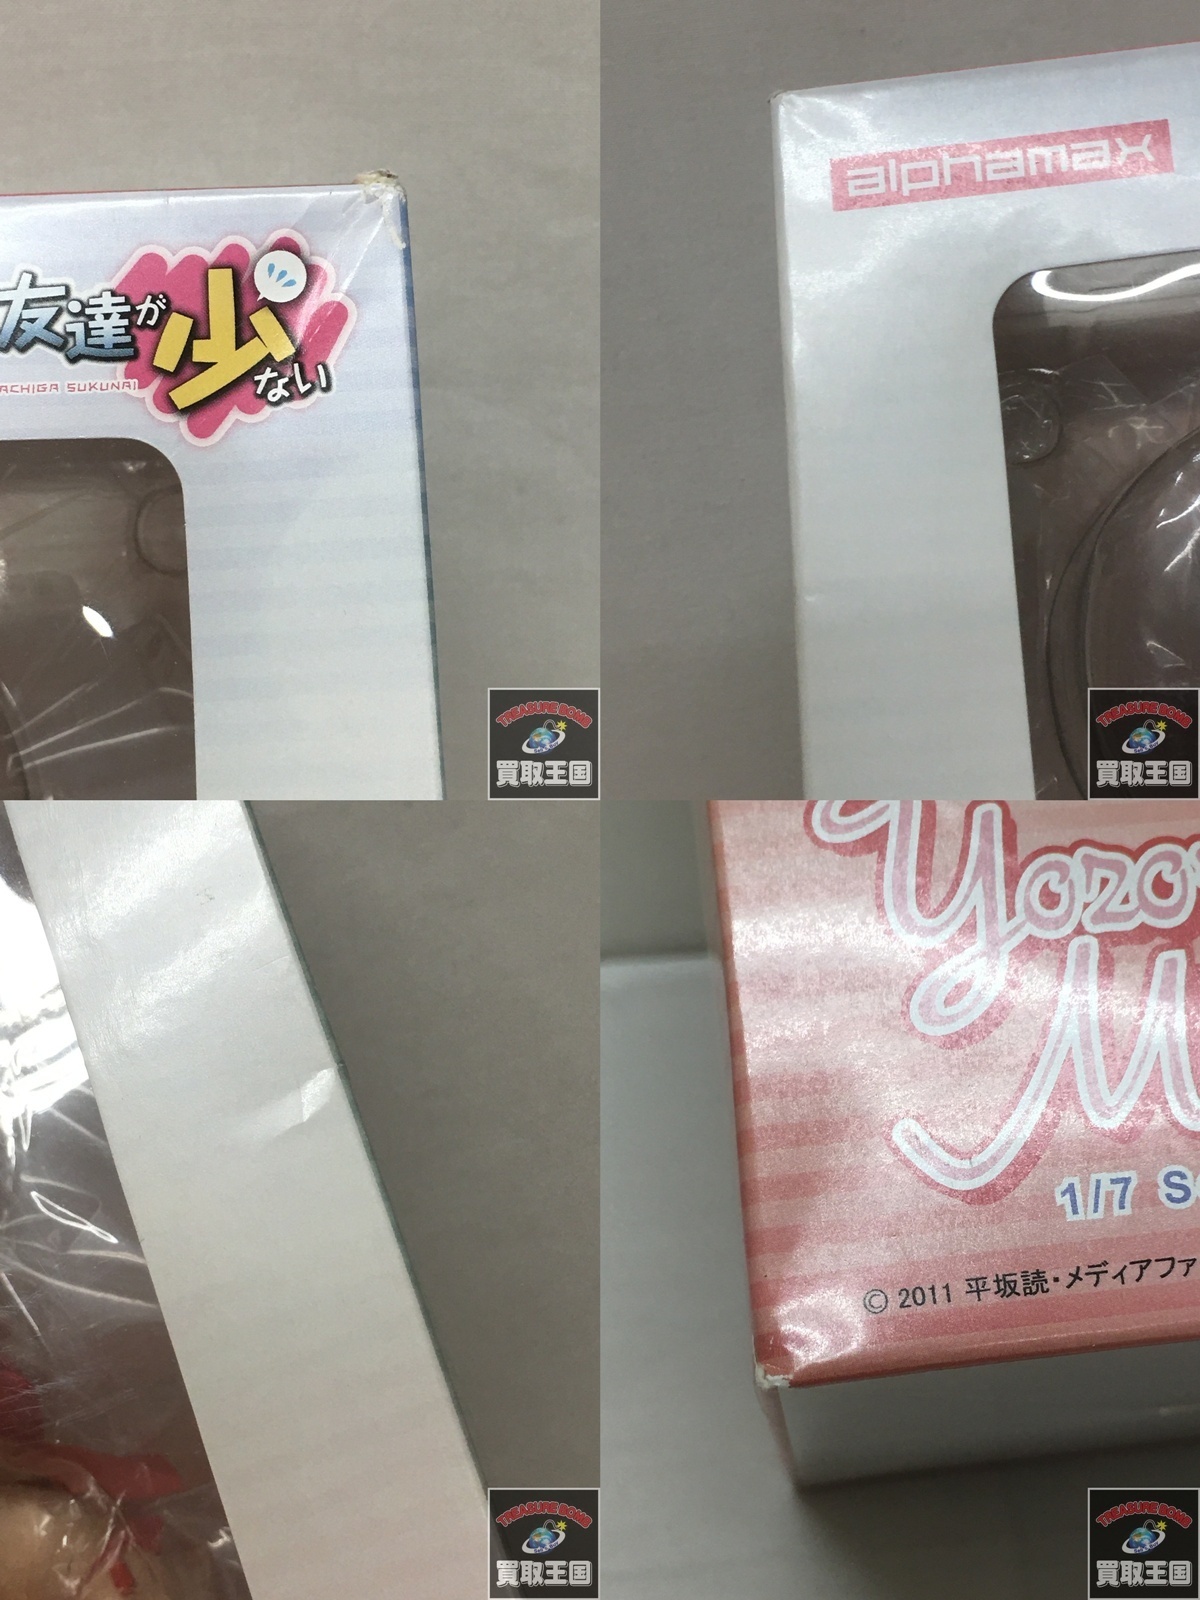 友達が少ない
ACHIGA SUKUNAI
TREASURE BOMB
買取王国
alphamax
TREASURE BOMB
買取王国
TREASURE BOMB
買取王国
Yozo
M
1/7 S
© 2011 平坂読・メディアファ
TREASURE BOMB
買取王国